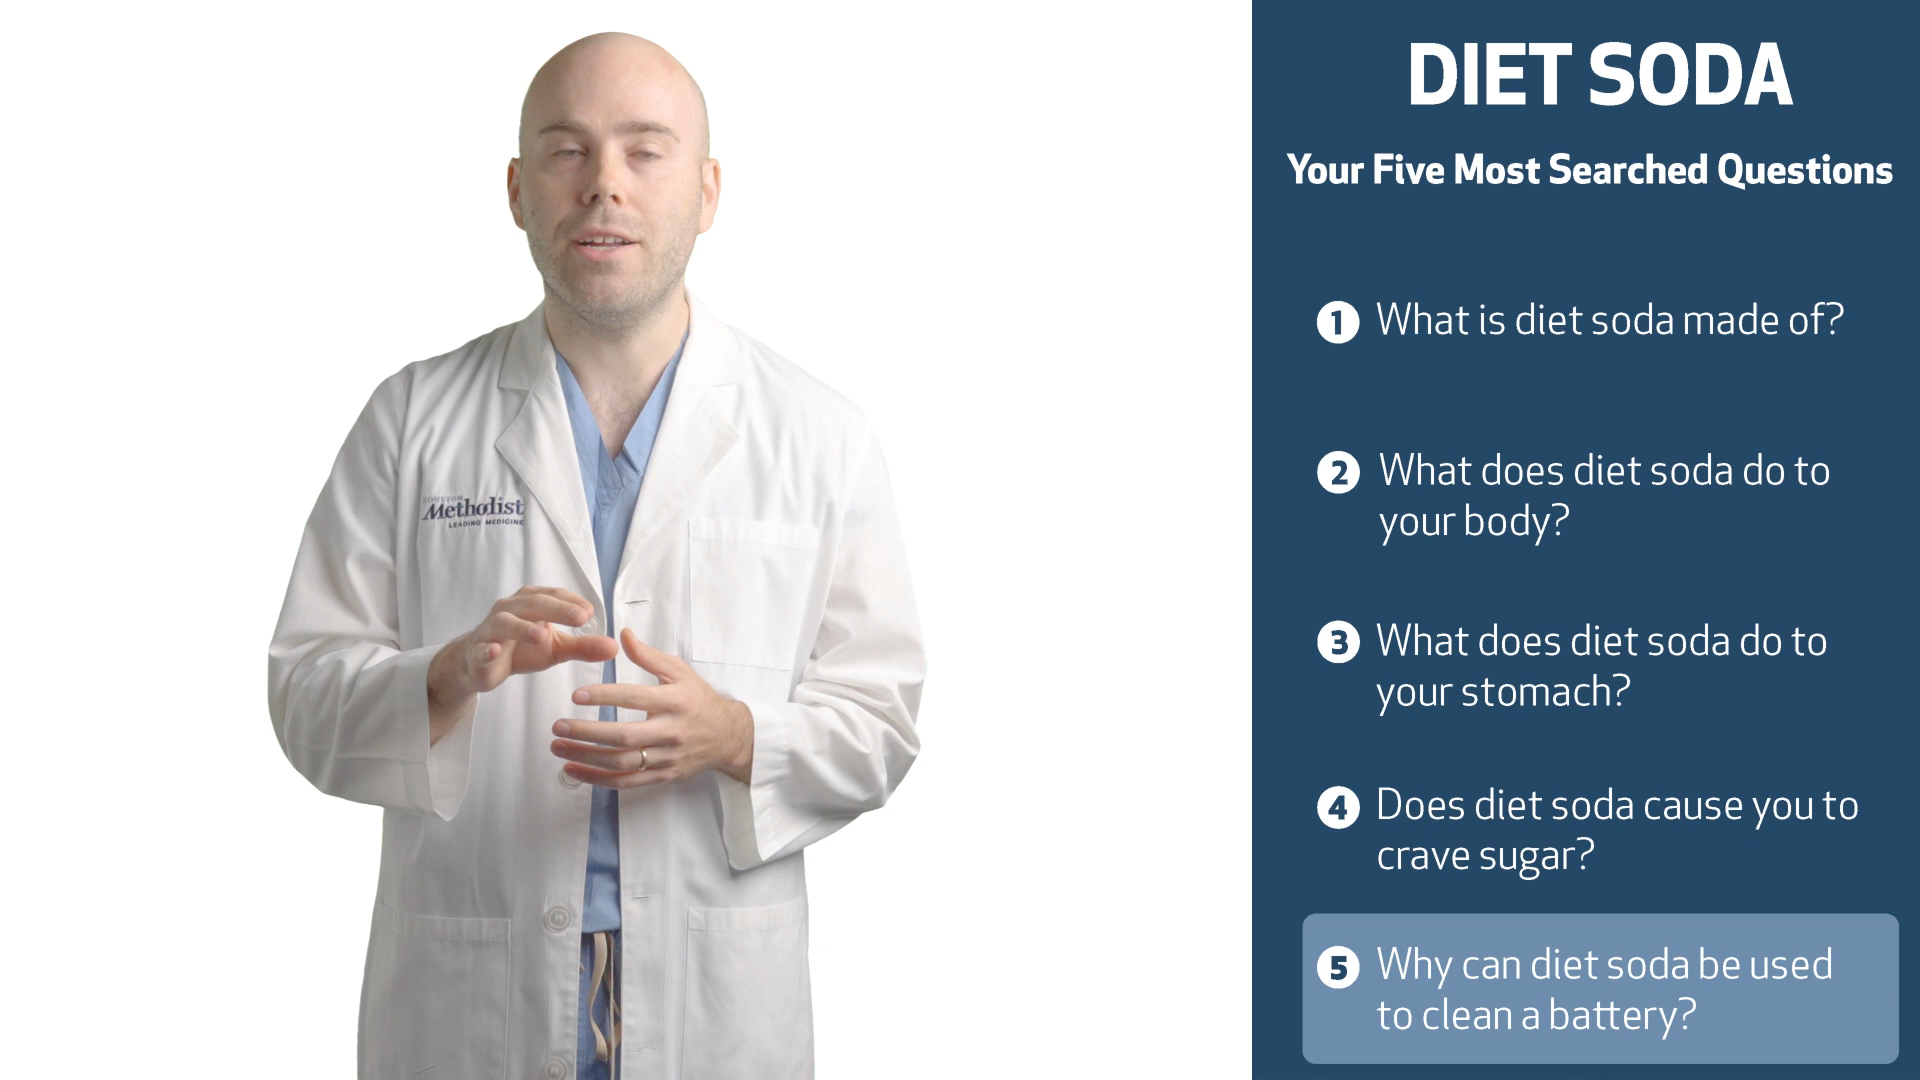 HOUSTON
Methodist
LEADING MEDICINE
DIET SODA
Your Five Most Searched Questions
1 What is diet soda made of?
2 What does diet soda do to
your body?
3 What does diet soda do to
your stomach?
4 Does diet soda cause you to
crave sugar?
5 Why can diet soda be used
to clean a battery?